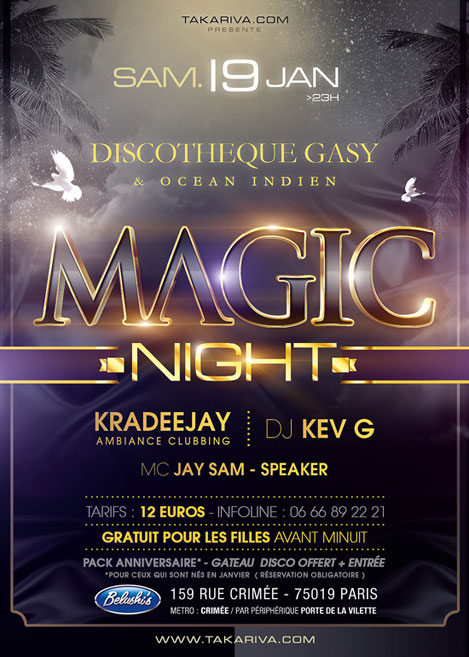 TAKARIVA.COM
PRESENTE
SAM. 19 JAN
>23H
DISCOTHEQUE GASY
& OCEAN INDIEN
MAGIC
NIGHT
KRADEEJAY
AMBIANCE CLUBBING
DJ KEV G
MC JAY SAM - SPEAKER
TARIFS : 12 EUROS - INFOLINE : 06 66 89 22 21
GRATUIT POUR LES FILLES AVANT MINUIT
PACK ANNIVERSAIRE* - GATEAU DISCO OFFERT + ENTRÉE
*POUR CEUX QUI SONT NÉS EN JANVIER ( RÉSERVATION OBLIGATOIRE )
Belushi's
159 RUE CRIMÉE - 75019 PARIS
METRO : CRIMÉE / PAR PÉRIPHÉRIQUE PORTE DE LA VILETTE
WWW.TAKARIVA.COM